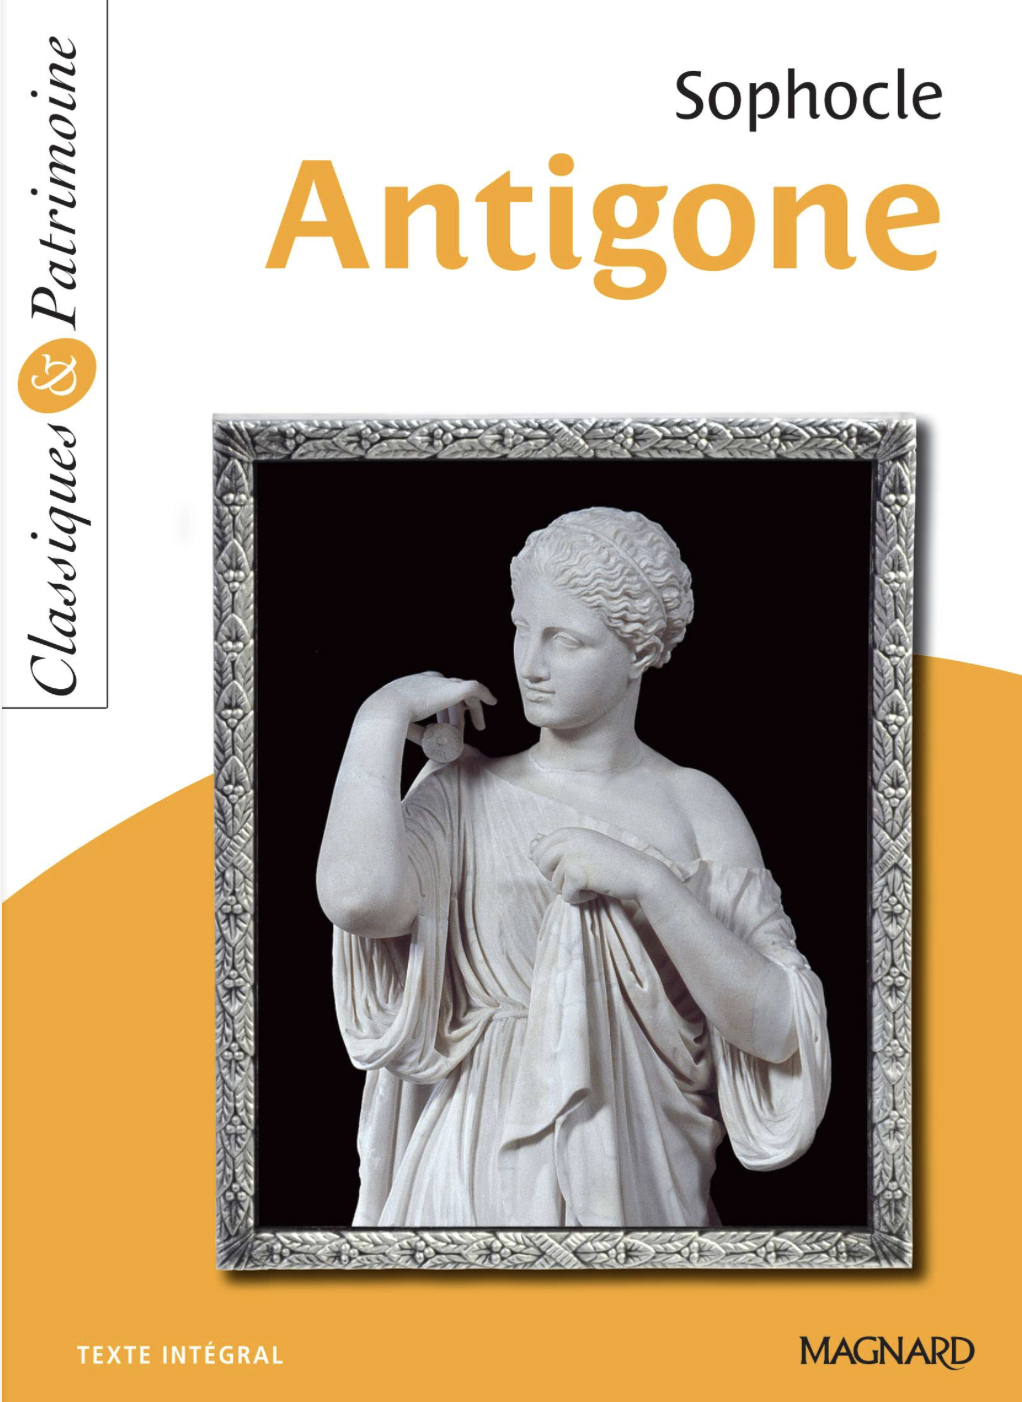 Classiques & Patrimoine
Sophocle
Antigone
TEXTE INTÉGRAL
MAGNARD